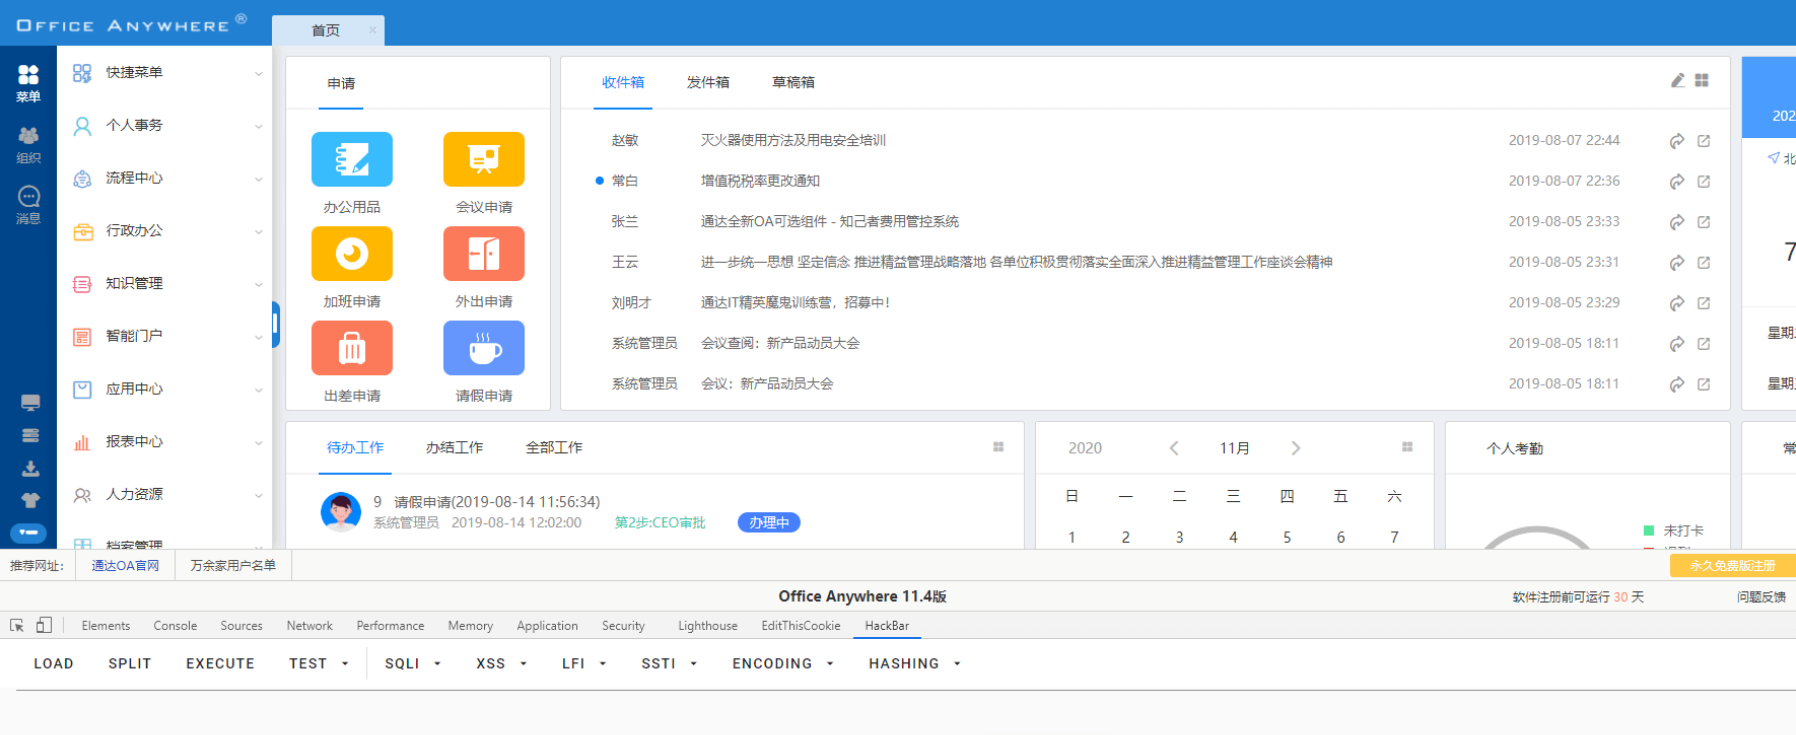 OFFICE ANYWHERE®
首页
菜单
组织
消息
快捷菜单
个人事务
流程中心
行政办公
知识管理
智能门户
应用中心
报表中心
人力资源
档案管理
申请
办公用品
会议申请
加班申请
外出申请
出差申请
请假申请
收件箱 发件箱 草稿箱
赵敏 灭火器使用方法及用电安全培训 2019-08-07 22:44
常白 增值税税率更改通知 2019-08-07 22:36
张兰 通达全新OA可选组件 - 知己者费用管控系统 2019-08-05 23:33
王云 进一步统一思想 坚定信念 推进精益管理战略落地 各单位积极贯彻落实全面深入推进精益管理工作座谈会精神 2019-08-05 23:31
刘明才 通达IT精英魔鬼训练营，招募中！ 2019-08-05 23:29
系统管理员 会议查阅：新产品动员大会 2019-08-05 18:11
系统管理员 会议：新产品动员大会 2019-08-05 18:11
202
北
7
星期
星期
待办工作 办结工作 全部工作
9 请假申请(2019-08-14 11:56:34)
系统管理员 2019-08-14 12:02:00 第2步:CEO审批 办理中
2020 11月
日 一 二 三 四 五 六
1 2 3 4 5 6 7
个人考勤
未打卡
常
推荐网址： 通达OA官网 万余家用户名单 永久免费版注册
Office Anywhere 11.4版 软件注册前可运行 30 天 问题反馈
Elements Console Sources Network Performance Memory Application Security Lighthouse EditThisCookie HackBar
LOAD SPLIT EXECUTE TEST SQLI XSS LFI SSTI ENCODING HASHING